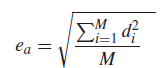 e_a = \sqrt{\frac{\sum_{i=1}^{M} d_i^2}{M}}